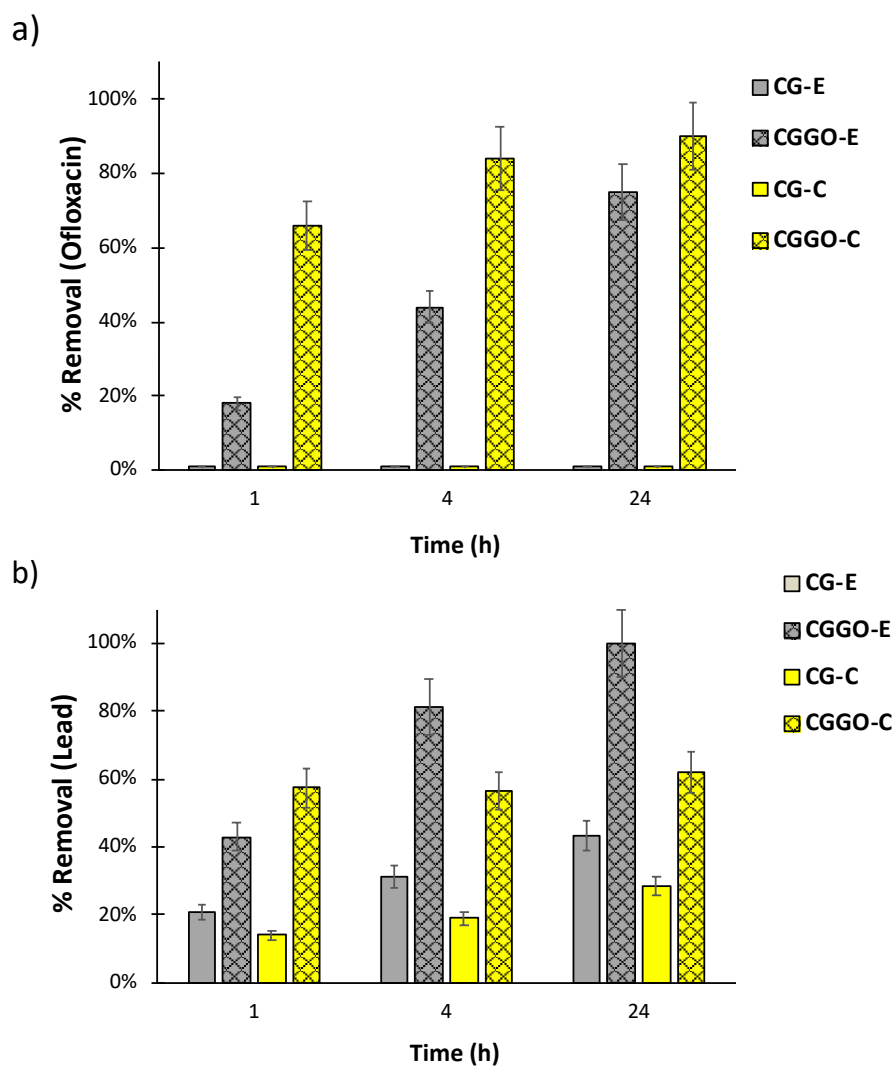 a)
% Removal (Ofloxacin)
100%
80%
60%
40%
20%
0%
1 4 24
Time (h)
CG-E
CGGO-E
CG-C
CGGO-C
b)
% Removal (Lead)
100%
80%
60%
40%
20%
0%
1 4 24
Time (h)
CG-E
CGGO-E
CG-C
CGGO-C